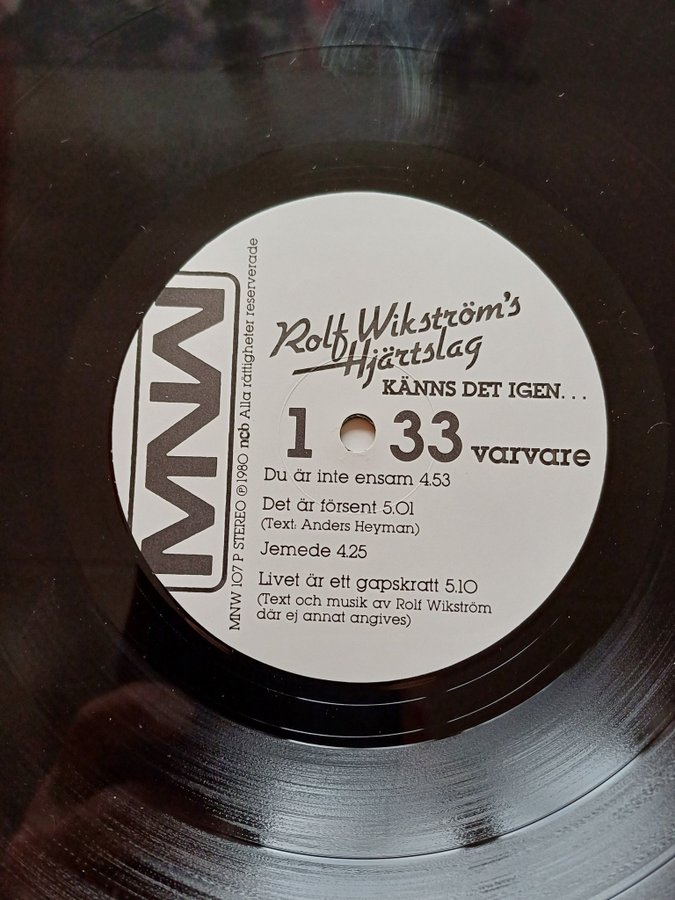 Rolf Wikström's
Hjärtslag
KÄNNS DET IGEN...
1 33 varvare
Du är inte ensam 4.53
Det är försent 5.01
(Text: Anders Heyman)
Jemede 4.25
Livet är ett gapskratt 5.10
(Text och musik av Rolf Wikström
där ej annat angives)
MNW
MNW 107 P STEREO ℗ 1980 ncb Alla rättigheter reserverade